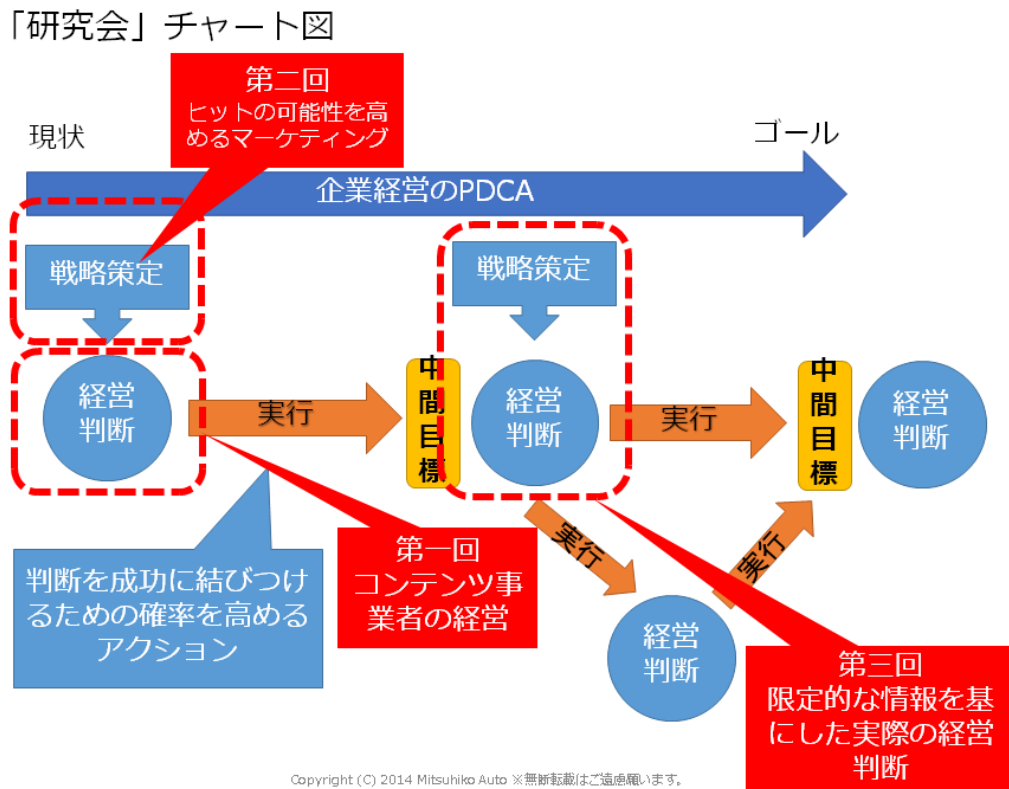 「研究会」チャート図
第二回
ヒットの可能性を高
めるマーケティング
現状
ゴール
企業経営のPDCA
戦略策定
戦略策定
経営
判断
実行
中
間
目
標
経営
判断
実行
中
間
目
標
経営
判断
実行
実行
判断を成功に結びつけ
るための確率を高める
アクション
第一回
コンテンツ事
業者の経営
経営
判断
第三回
限定的な情報を基
にした実際の経営
判断
Copyright (C) 2014 Mitsuhiko Auto ※無断転載はご遠慮願います。